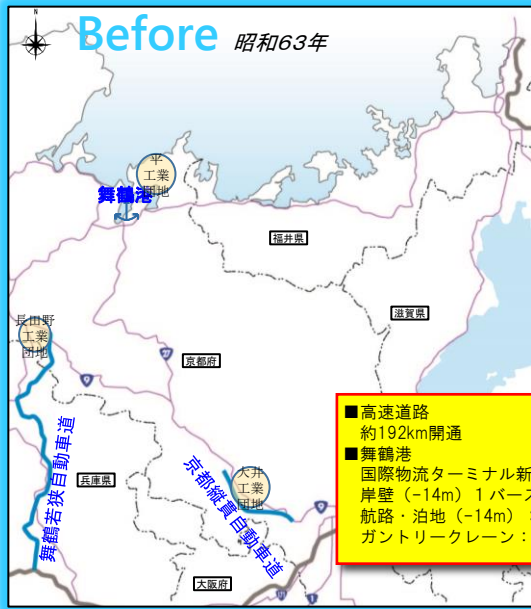 N
Before 昭和63年
平
工業
団地
舞鶴港
福井県
滋賀県
長田野
工業
団地
27
京都府
9
■高速道路
約192km開通
■舞鶴港
国際物流ターミナル新
岸壁（-14m）１バース
航路・泊地（-14m）
ガントリークレーン：
大井
工業
団地
兵庫県
舞鶴若狭自動車道
京都縦貫自動車道
9
大阪府
1